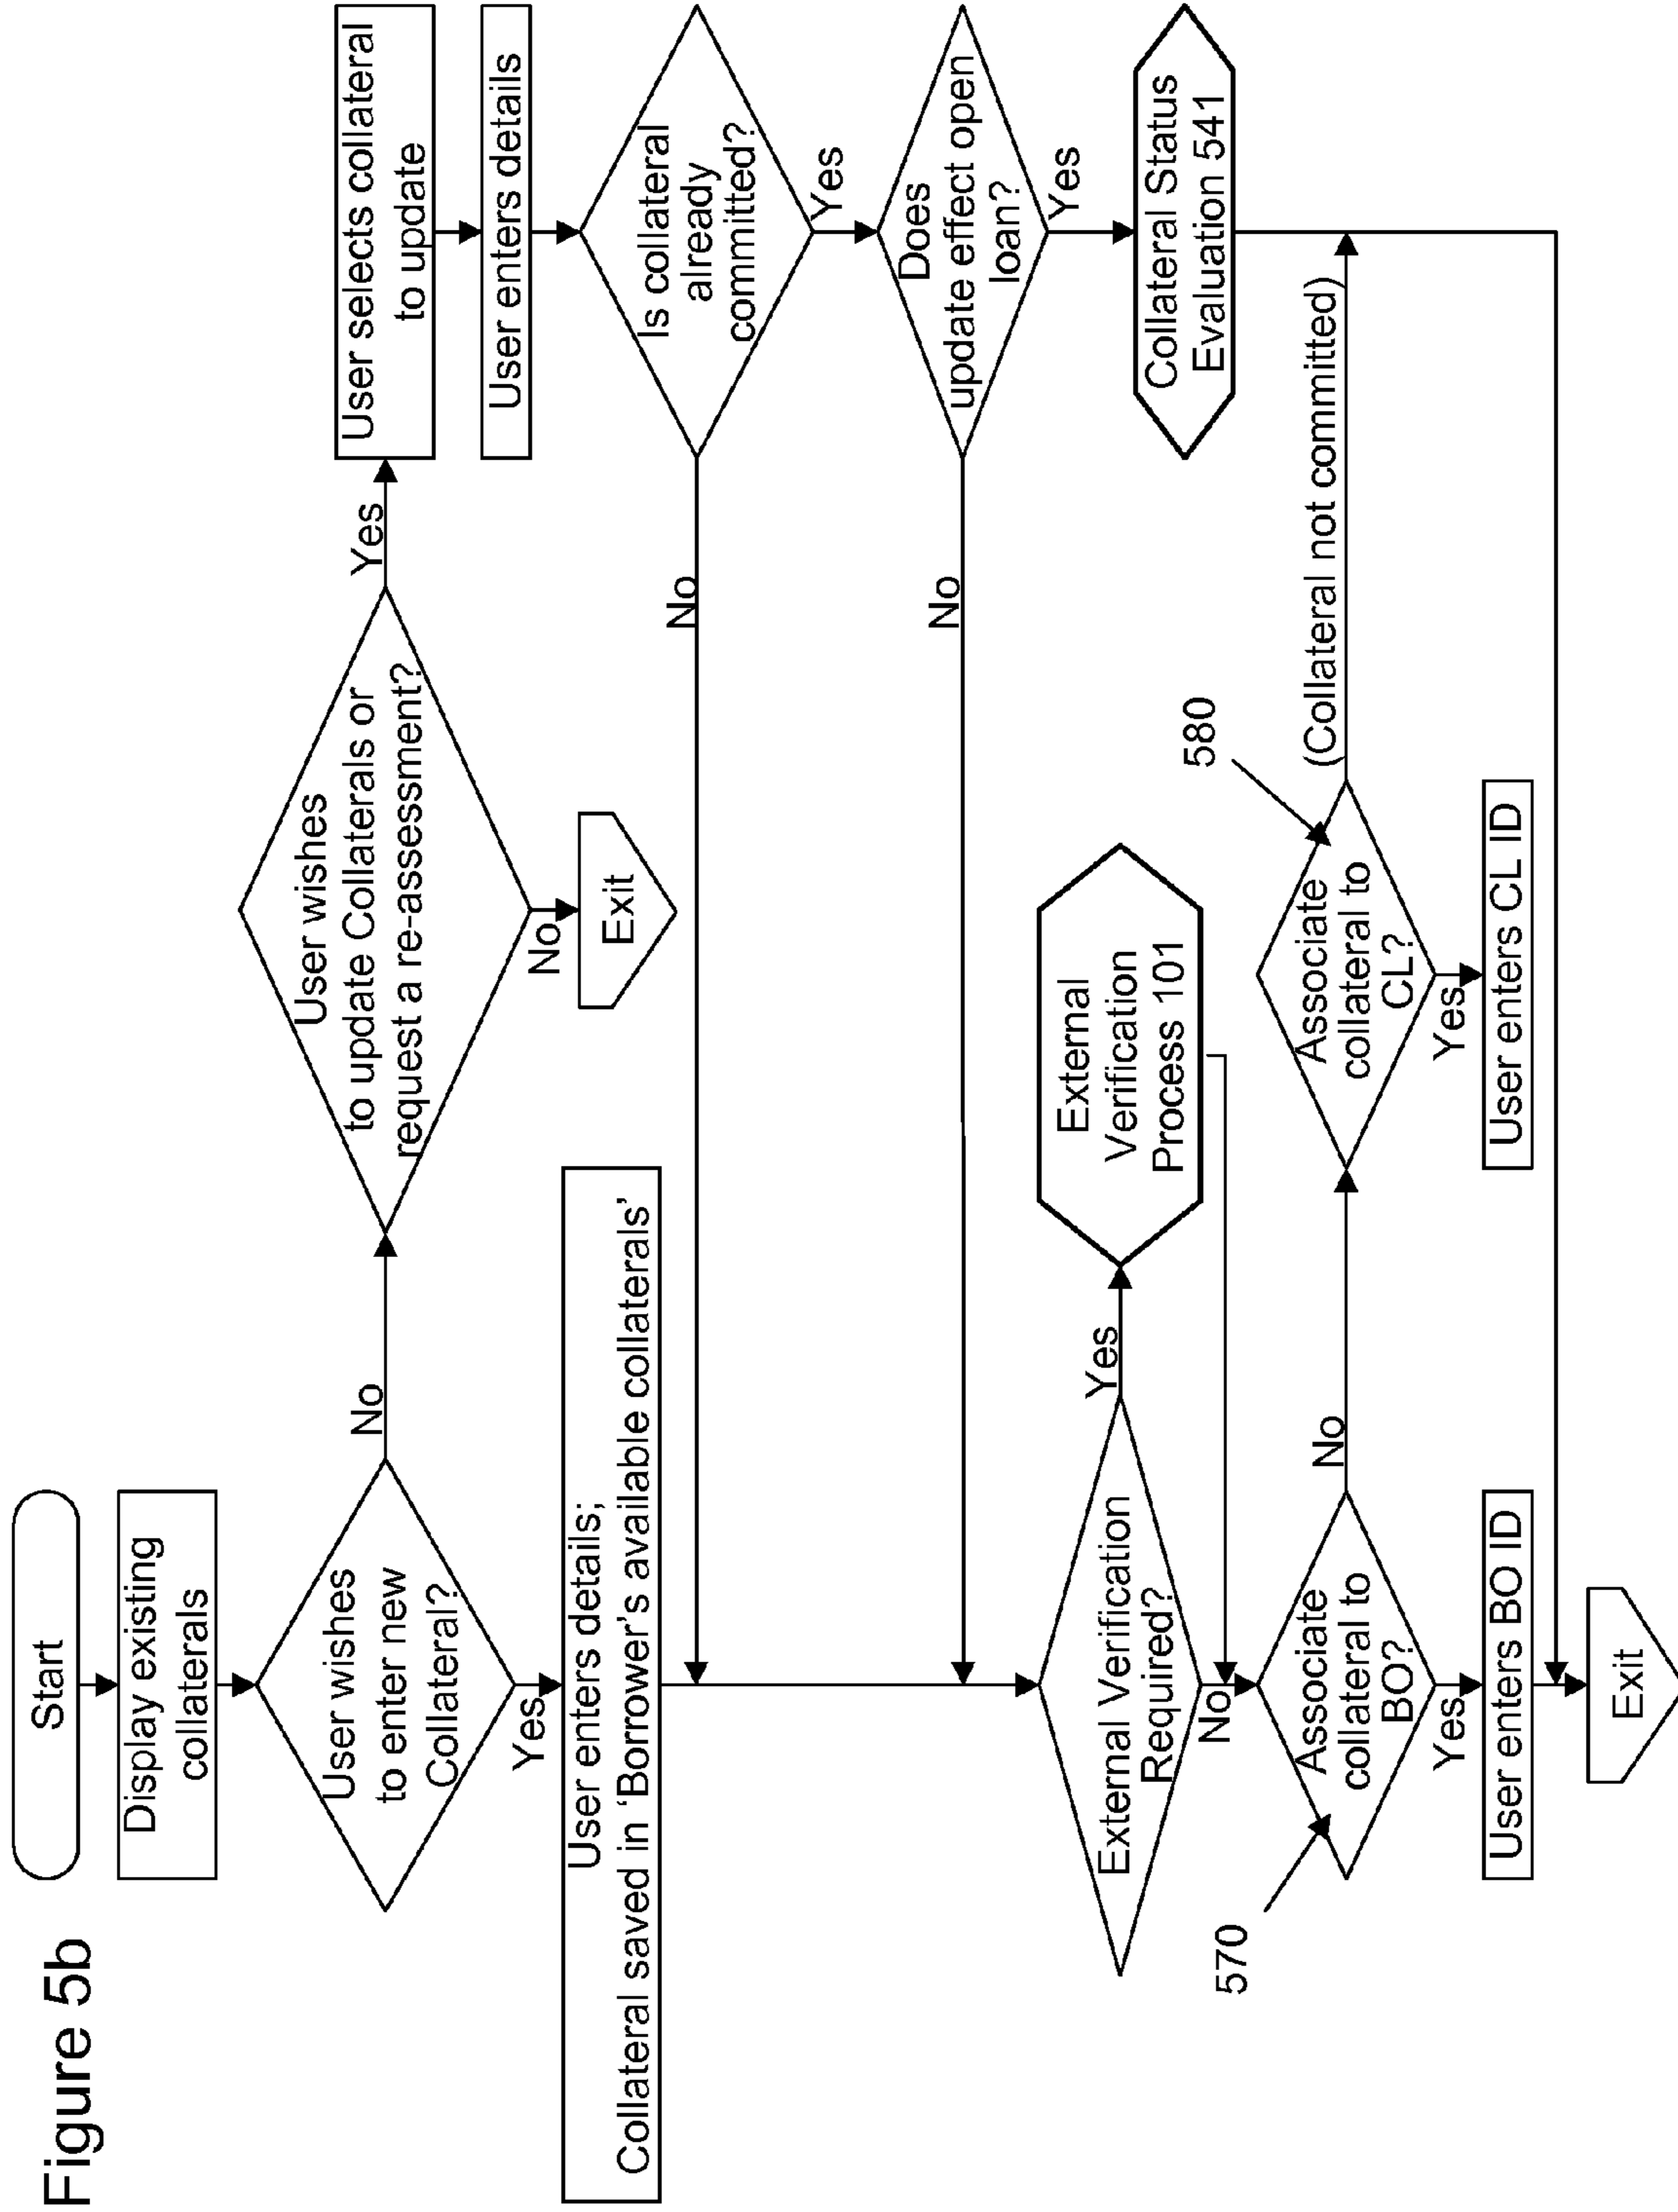 Figure 5b
Start
Display existing
collaterals
User wishes
to enter new
Collateral?
No
Yes
User wishes
to update Collaterals or
request a re-assessment?
Yes
No
Exit
User selects collateral
to update
User enters details
Is collateral
already
committed?
No
Yes
Does
update effect open
loan?
No
Yes
Collateral Status
Evaluation 541
User enters details;
Collateral saved in ‘Borrower’s available collaterals’
External Verification
Required?
Yes
No
External
Verification
Process 101
570
Associate
collateral to
BO?
No
Yes
580
Associate
collateral to
CL?
(Collateral not committed)
Yes
User enters BO ID
User enters CL ID
Exit